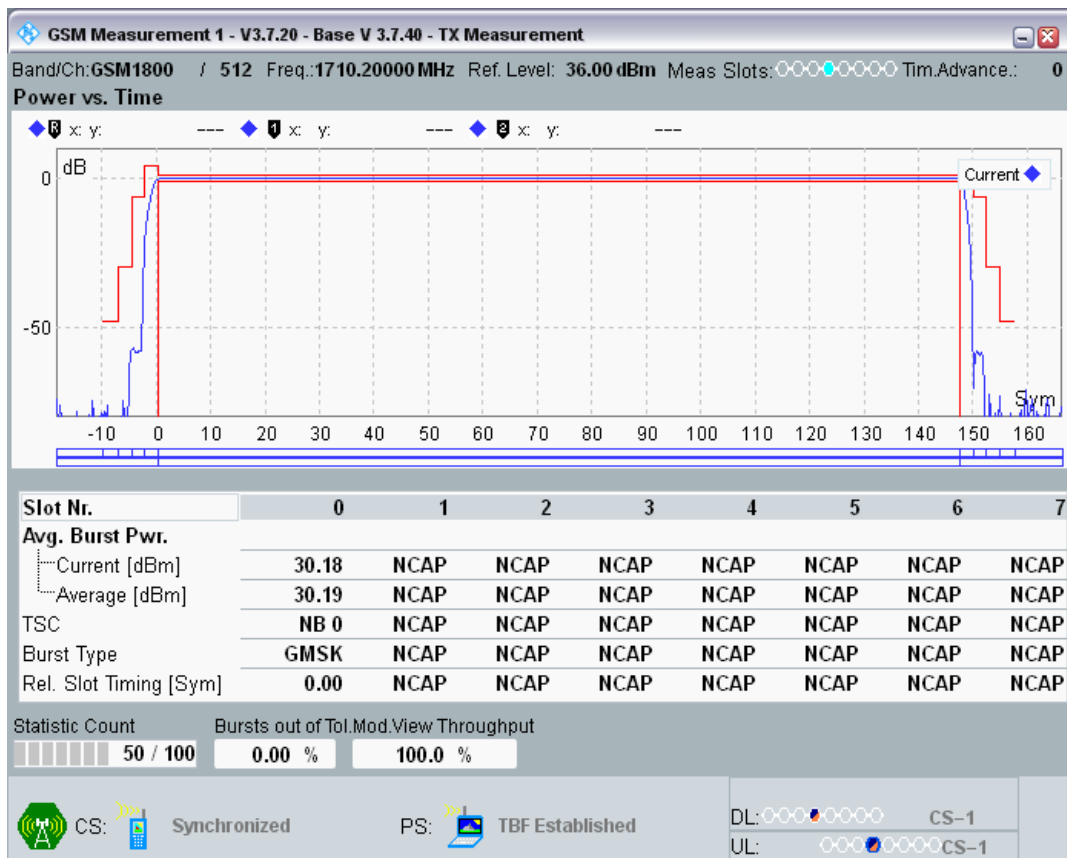 GSM Measurement 1 - V3.7.20 - Base V 3.7.40 - TX Measurement
Band/Ch:GSM1800 / 512 Freq.:1710.20000 MHz Ref. Level: 36.00 dBm Meas Slots: Tim.Advance.: 0
Power vs. Time
R x: y: --- 1 x: y: --- 2 x: y: ---
dB
Current
0
-50
Sym
-10 0 10 20 30 40 50 60 70 80 90 100 110 120 130 140 150 160
Slot Nr. 0 1 2 3 4 5 6 7
Avg. Burst Pwr.
Current [dBm] 30.18 NCAP NCAP NCAP NCAP NCAP NCAP NCAP
Average [dBm] 30.19 NCAP NCAP NCAP NCAP NCAP NCAP NCAP
TSC NB 0 NCAP NCAP NCAP NCAP NCAP NCAP NCAP
Burst Type GMSK NCAP NCAP NCAP NCAP NCAP NCAP NCAP
Rel. Slot Timing [Sym] 0.00 NCAP NCAP NCAP NCAP NCAP NCAP NCAP
Statistic Count Bursts out of Tol.Mod.View Throughput
50 / 100 0.00 % 100.0 %
CS: Synchronized PS: TBF Established DL: CS-1
UL: CS-1